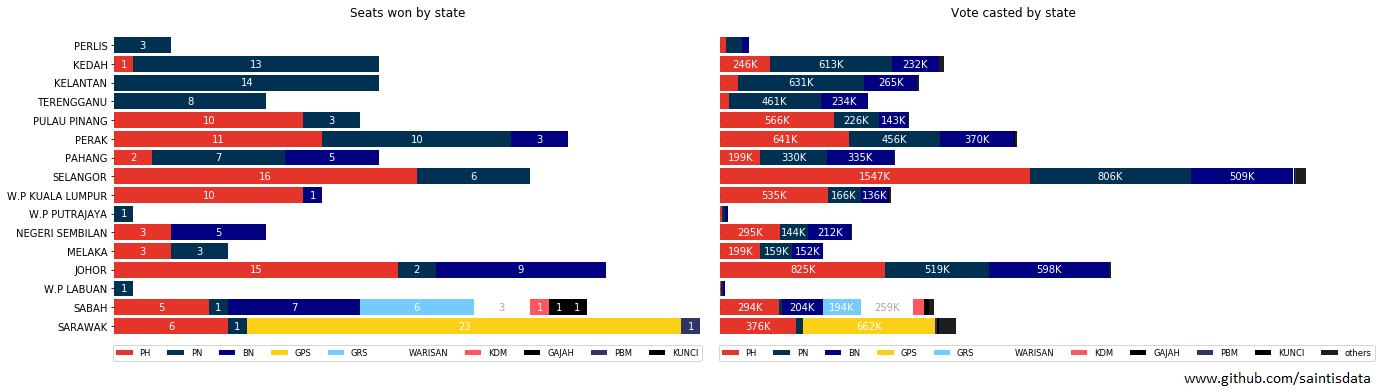 Seats won by state
PERLIS 3
KEDAH 1 13
KELANTAN 14
TERENGGANU 8
PULAU PINANG 10 3
PERAK 11 10 3
PAHANG 2 7 5
SELANGOR 16 6
W.P KUALA LUMPUR 10 1
W.P PUTRAJAYA 1
NEGERI SEMBILAN 3 5
MELAKA 3 3
JOHOR 15 2 9
W.P LABUAN 1
SABAH 5 1 7 6 3 1 1 1
SARAWAK 6 1 23 1
PH PN BN GPS GRS WARISAN KDM GAJAH PBM KUNCI
Vote casted by state
246K 613K 232K
631K 265K
461K 234K
566K 226K 143K
641K 456K 370K
199K 330K 335K
1547K 806K 509K
535K 166K 136K
295K 144K 212K
199K 159K 152K
825K 519K 598K
294K 204K 194K 259K
376K 662K
PH PN BN GPS GRS WARISAN KDM GAJAH PBM KUNCI others
www.github.com/saintisdata